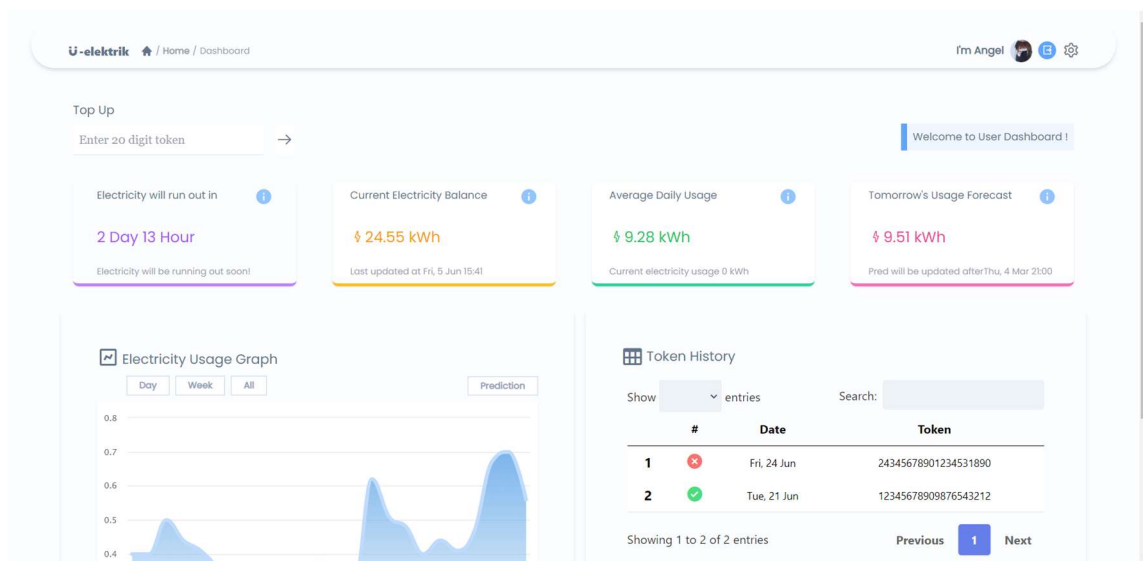 Ü-elektrik / Home / Dashboard
I'm Angel
Top Up
Enter 20 digit token
Welcome to User Dashboard !
Electricity will run out in
2 Day 13 Hour
Electricity will be running out soon!
Current Electricity Balance
24.55 kWh
Last updated at Fri, 5 Jun 15:41
Average Daily Usage
9.28 kWh
Current electricity usage 0 kWh
Tomorrow's Usage Forecast
9.51 kWh
Pred will be updated afterThu, 4 Mar 21:00
Electricity Usage Graph
Day Week All Prediction
0.8
0.7
0.6
0.5
0.4
Token History
Show entries Search:
# Date Token
1 Fri, 24 Jun 24345678901234531890
2 Tue, 21 Jun 12345678909876543212
Showing 1 to 2 of 2 entries Previous 1 Next